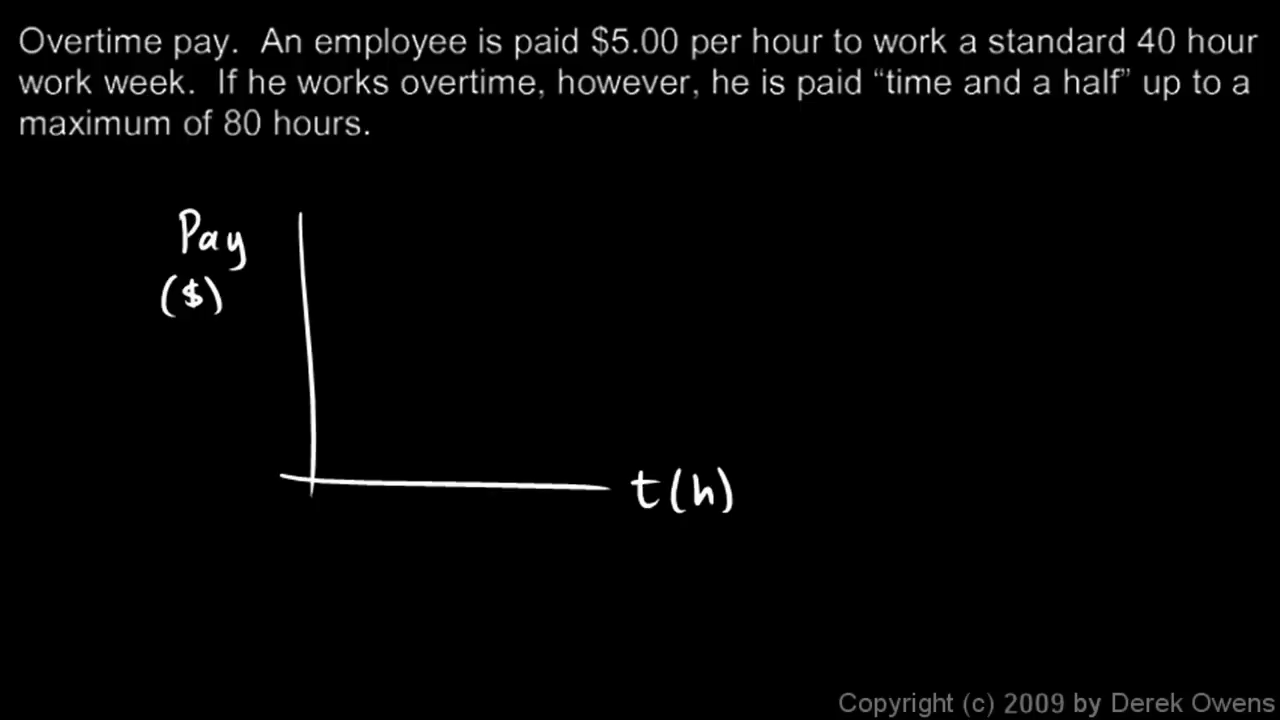 Overtime pay.  An employee is paid $5.00 per hour to work a standard 40 hour
work week.  If he works overtime, however, he is paid “time and a half” up to a
maximum of 80 hours.
Pay
($)
t(h)
Copyright (c) 2009 by Derek Owens